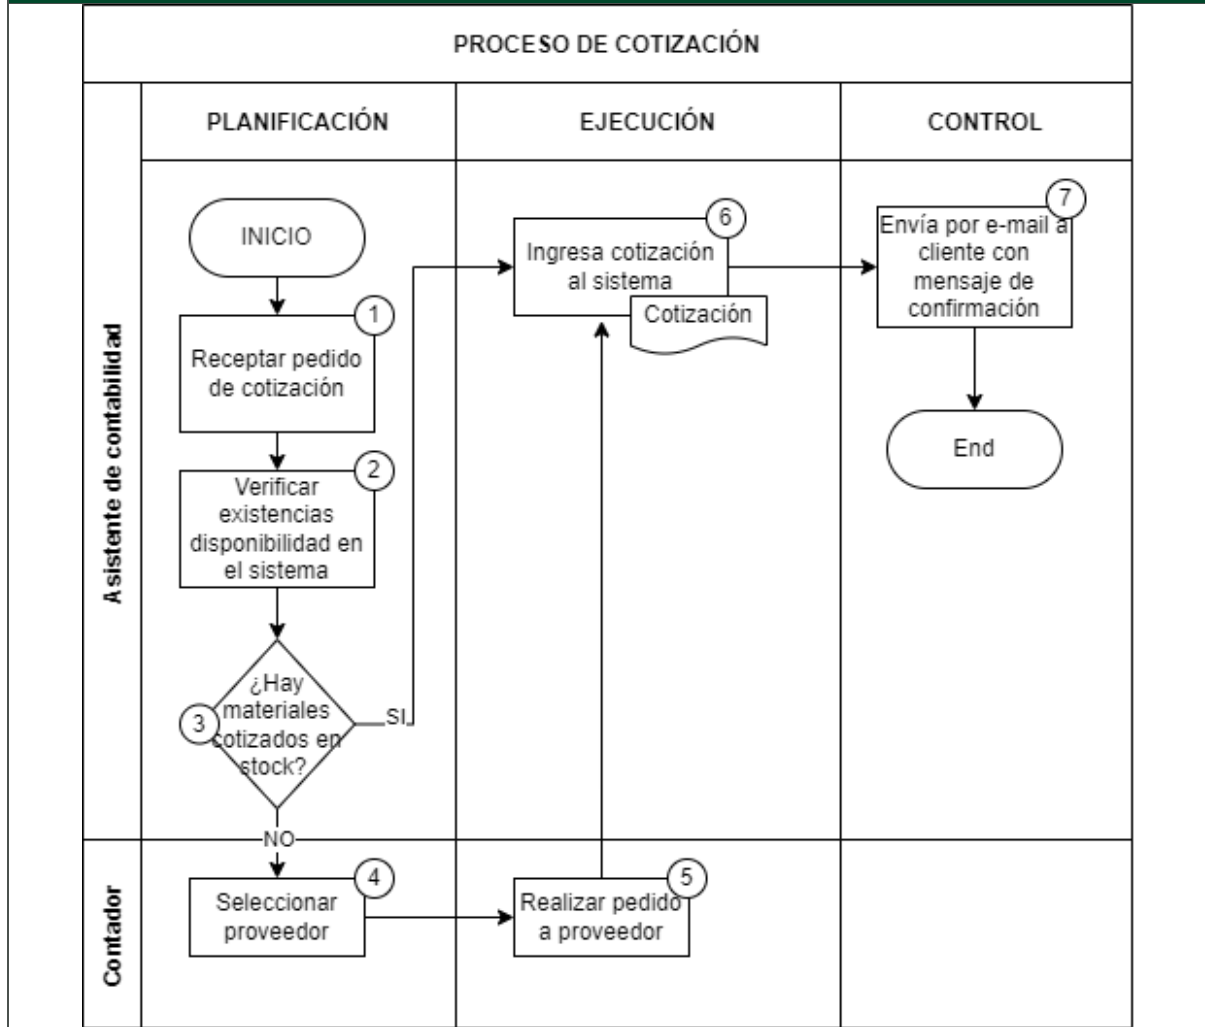 PROCESO DE COTIZACIÓN
PLANIFICACIÓN
EJECUCIÓN
CONTROL
Asistente de contabilidad
INICIO
1
Receptar pedido
de cotización
2
Verificar
existencias
disponibilidad en
el sistema
3
¿Hay
materiales
cotizados en
stock?
SI
NO
6
Ingresa cotización
al sistema
Cotización
7
Envía por e-mail a
cliente con
mensaje de
confirmación
End
Contador
4
Seleccionar
proveedor
5
Realizar pedido
a proveedor